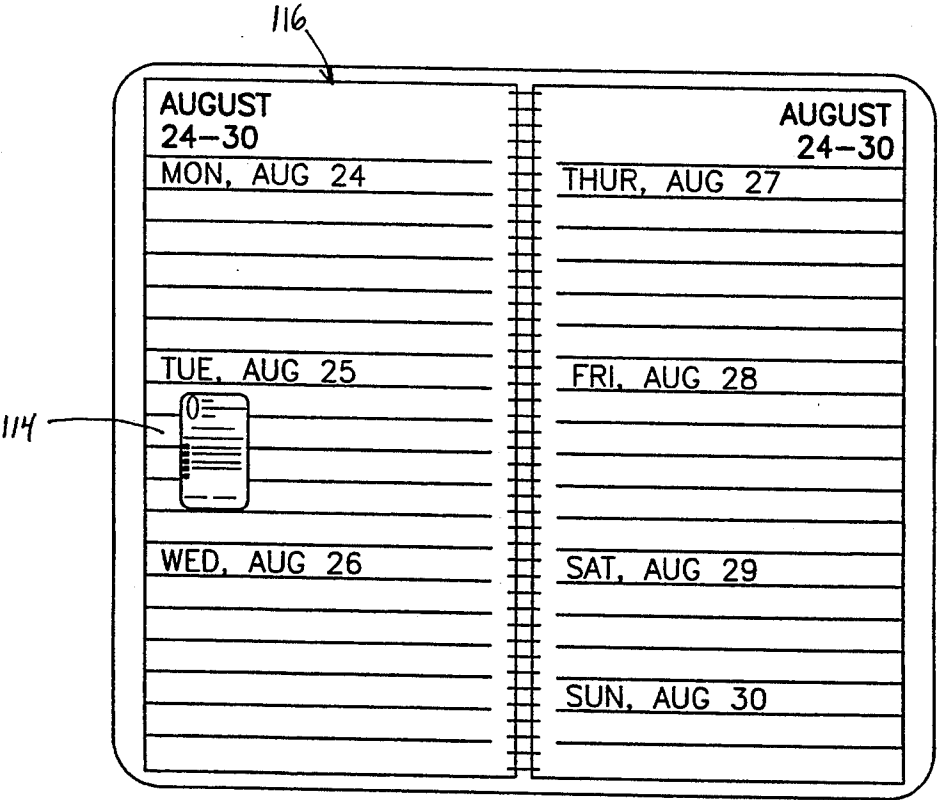 116
AUGUST
24–30
MON, AUG 24
TUE, AUG 25
114
WED, AUG 26
AUGUST
24–30
THUR, AUG 27
FRI, AUG 28
SAT, AUG 29
SUN, AUG 30